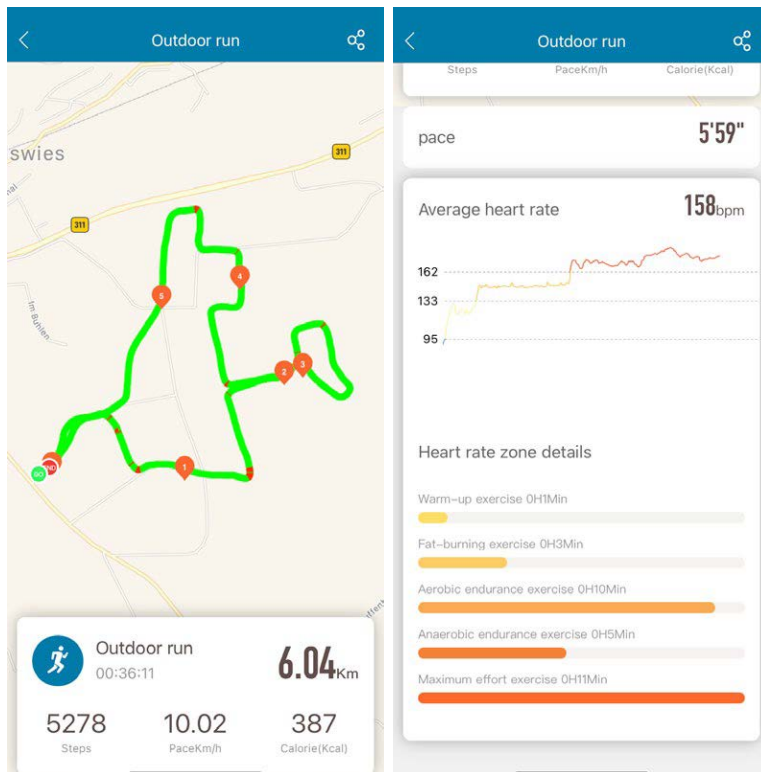 Outdoor run
swies
311
311
Im Buhlen
5
4
3
2
1
GO
Outdoor run
00:36:11
6.04Km
5278
10.02
387
Steps
PaceKm/h
Calorie(Kcal)
Outdoor run
Steps
PaceKm/h
Calorie(Kcal)
pace
5'59"
Average heart rate
158bpm
162
133
95
Heart rate zone details
Warm-up exercise 0H1Min
Fat-burning exercise 0H3Min
Aerobic endurance exercise 0H10Min
Anaerobic endurance exercise 0H5Min
Maximum effort exercise 0H11Min